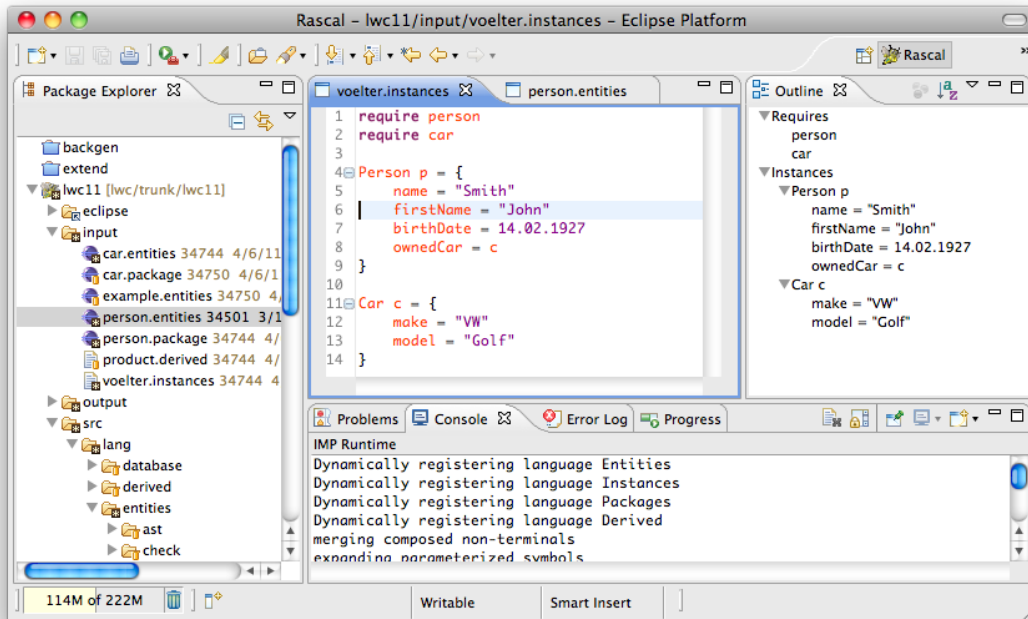 Rascal – lwc11/input/voelter.instances – Eclipse Platform
Rascal
Package Explorer
backgen
extend
lwc11 [lwc/trunk/lwc11]
eclipse
input
car.entities 34744 4/6/11
car.package 34750 4/6/1
example.entities 34750 4/
person.entities 34501 3/1
person.package 34744 4/
product.derived 34744 4/
voelter.instances 34744 4
output
src
lang
database
derived
entities
ast
check
voelter.instances person.entities
1 require person
2 require car
3
4 Person p = {
5 name = "Smith"
6 firstName = "John"
7 birthDate = 14.02.1927
8 ownedCar = c
9 }
10
11 Car c = {
12 make = "VW"
13 model = "Golf"
14 }
Outline
Requires
person
car
Instances
Person p
name = "Smith"
firstName = "John"
birthDate = 14.02.1927
ownedCar = c
Car c
make = "VW"
model = "Golf"
Problems Console Error Log Progress
IMP Runtime
Dynamically registering language Entities
Dynamically registering language Instances
Dynamically registering language Packages
Dynamically registering language Derived
merging composed non-terminals
expanding parameterized symbols
114M of 222M Writable Smart Insert